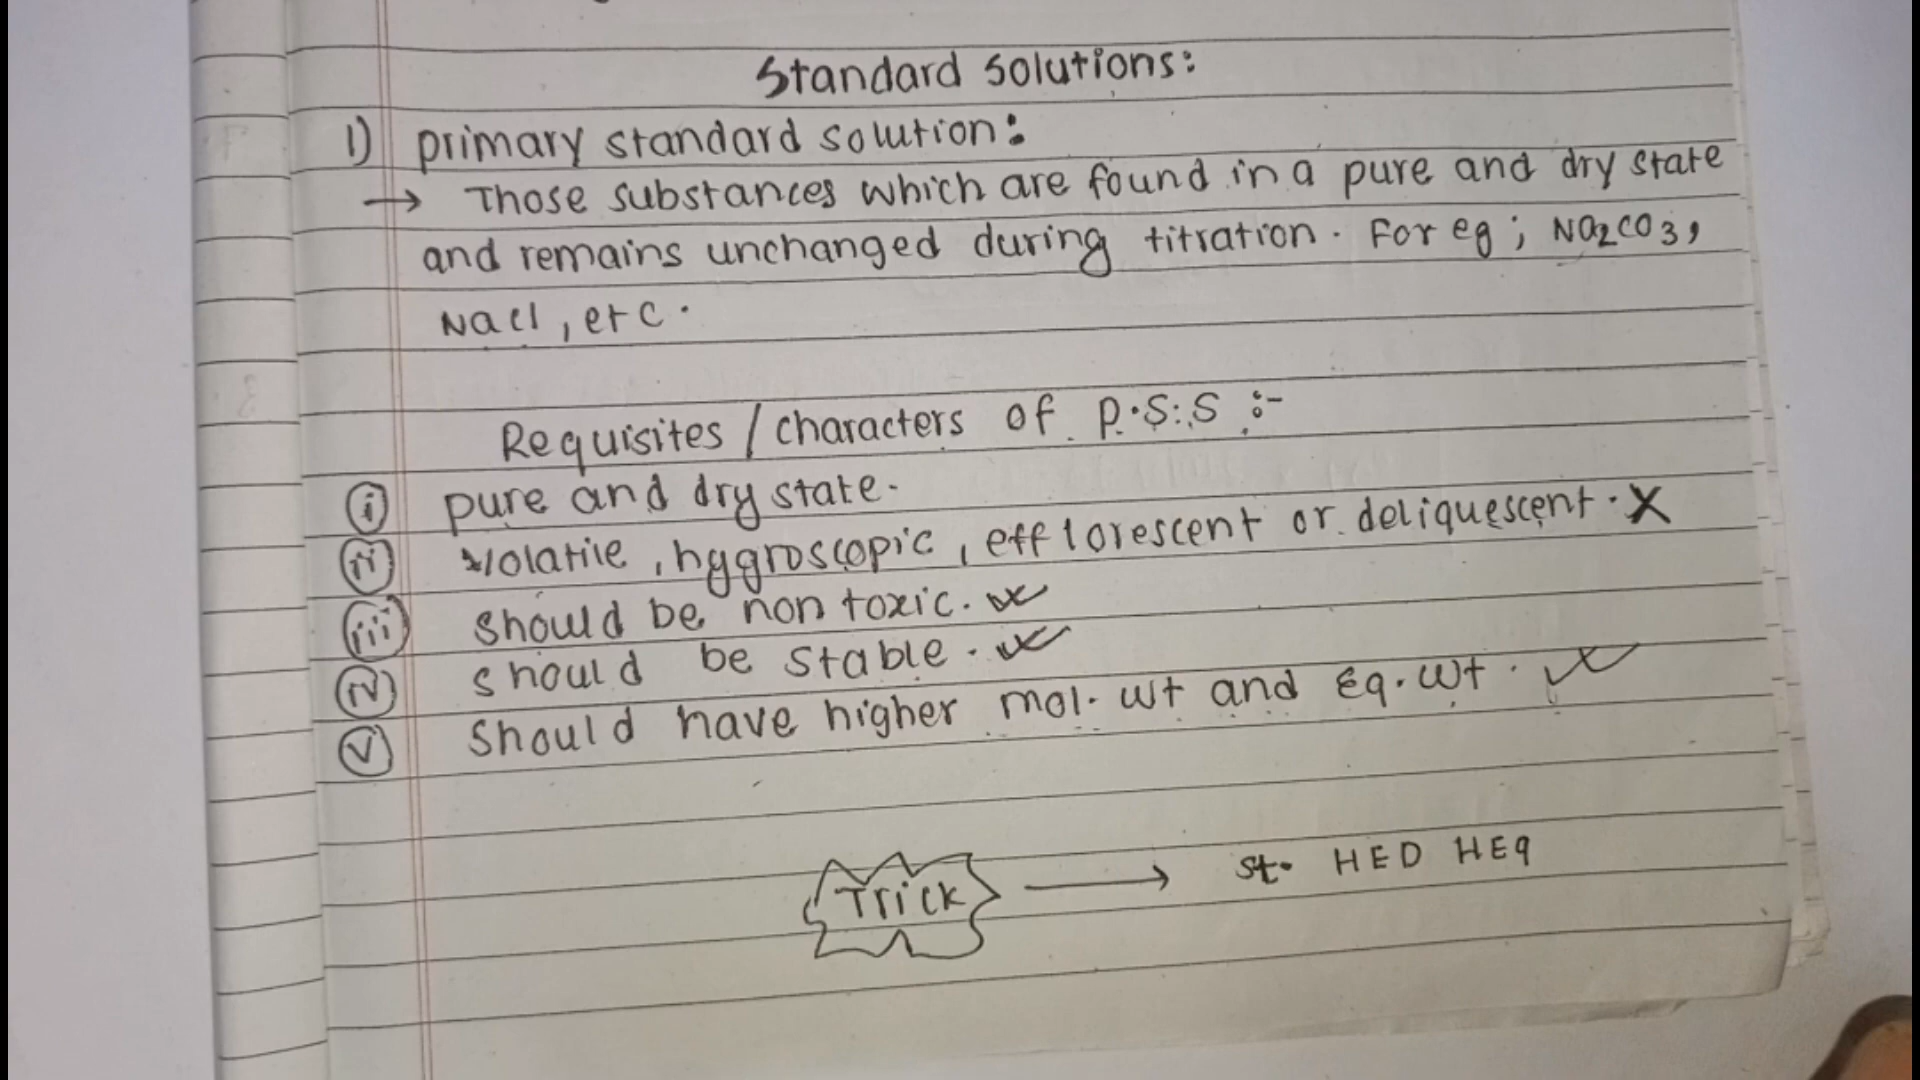 Standard solutions:
1) primary standard solution:
→ Those substances which are found in a pure and dry state
and remains unchanged during titration. For eg; Na2CO3,
Nacl, etc.
Requisites / characters of P.S.S :-
(i) pure and dry state.
(ii) volatile, hygroscopic, efflorescent or deliquescent. X
(iii) should be non toxic. ✓
(iv) should be stable. ✓
(v) should have higher mol. wt and Eq. wt. ✓
Trick → St. HED HEq